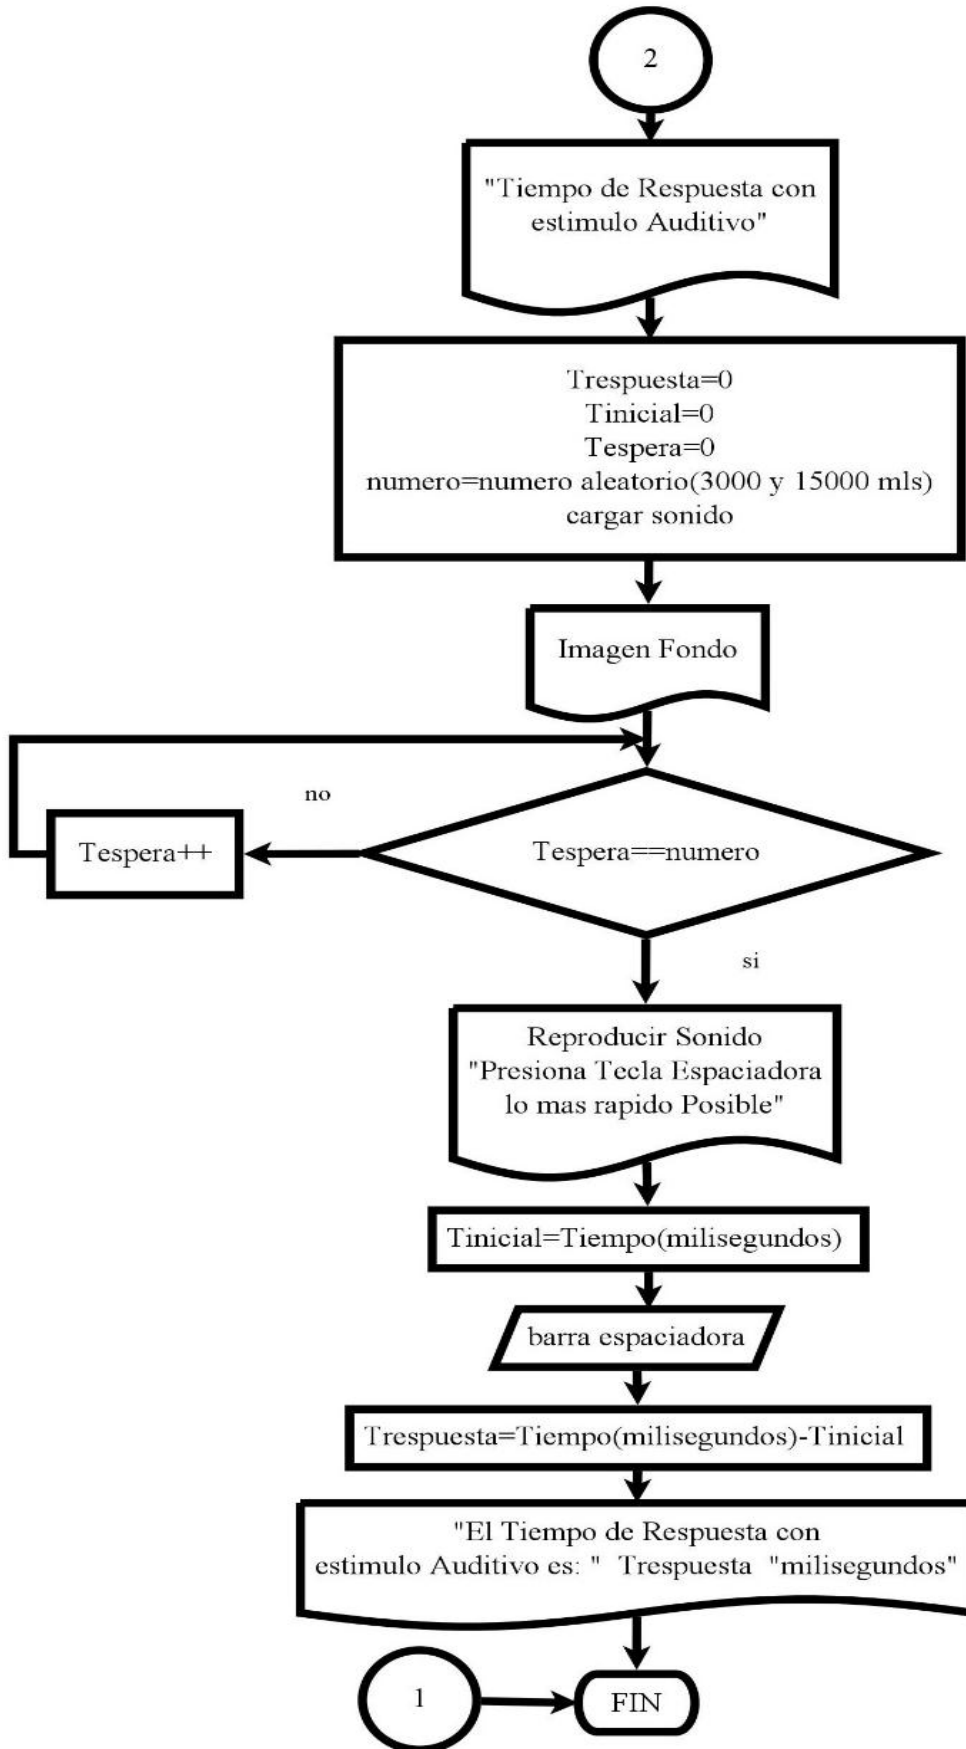 2
"Tiempo de Respuesta con
estimulo Auditivo"
Trespuesta=0
Tinicial=0
Tespera=0
numero=numero aleatorio(3000 y 15000 mls)
cargar sonido
Imagen Fondo
no
Tespera++
Tespera==numero
si
Reproducir Sonido
"Presiona Tecla Espaciadora
lo mas rapido Posible"
Tinicial=Tiempo(milisegundos)
barra espaciadora
Trespuesta=Tiempo(milisegundos)-Tinicial
"El Tiempo de Respuesta con
estimulo Auditivo es: " Trespuesta "milisegundos"
1
FIN